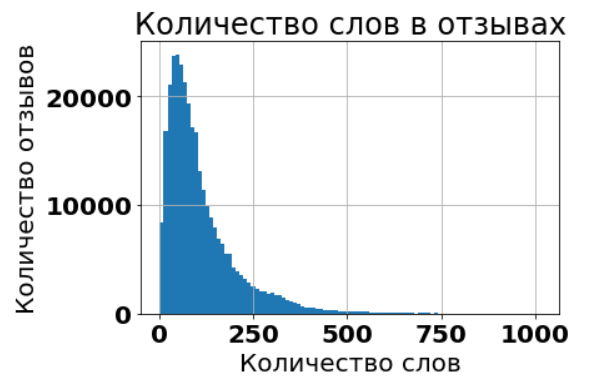 Количество слов в отзывах
Количество отзывов
20000
10000
0
0 250 500 750 1000
Количество слов